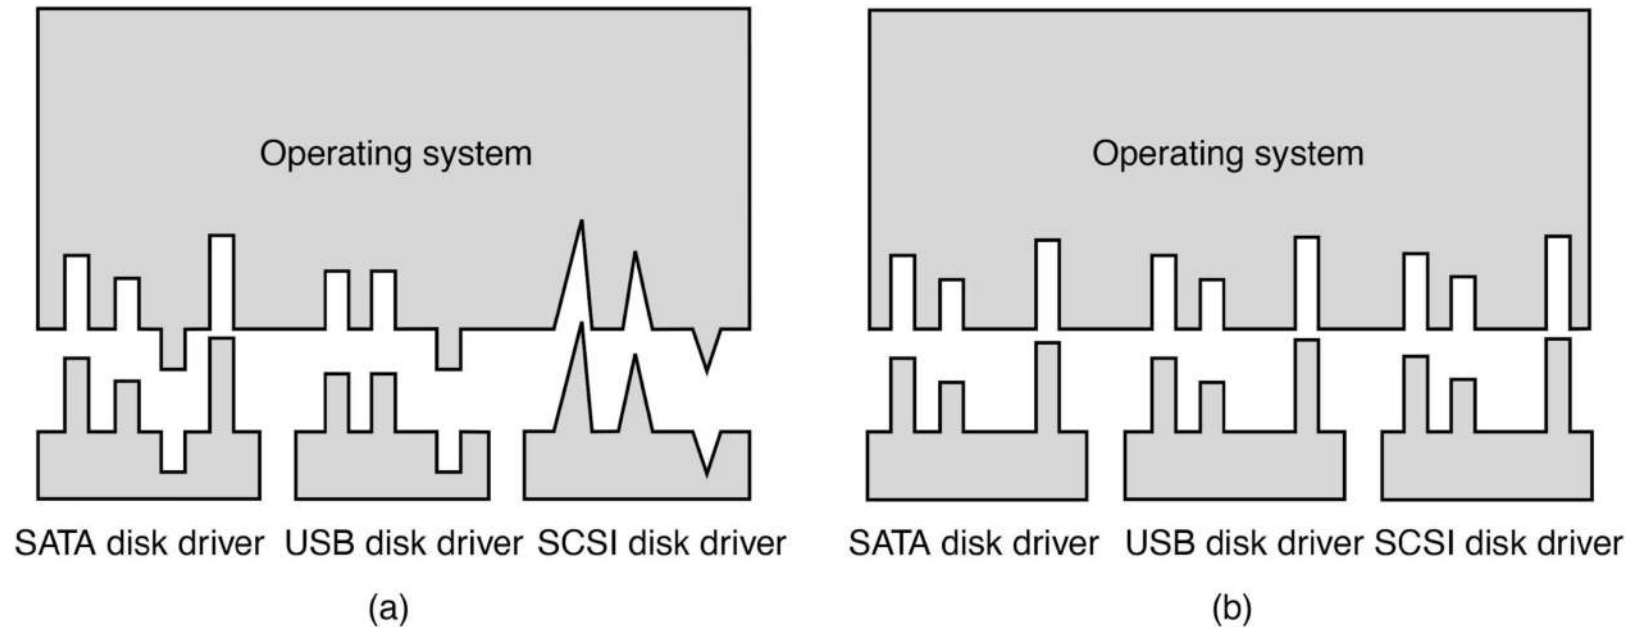 Operating system
Operating system
SATA disk driver USB disk driver SCSI disk driver
SATA disk driver USB disk driver SCSI disk driver
(a)
(b)